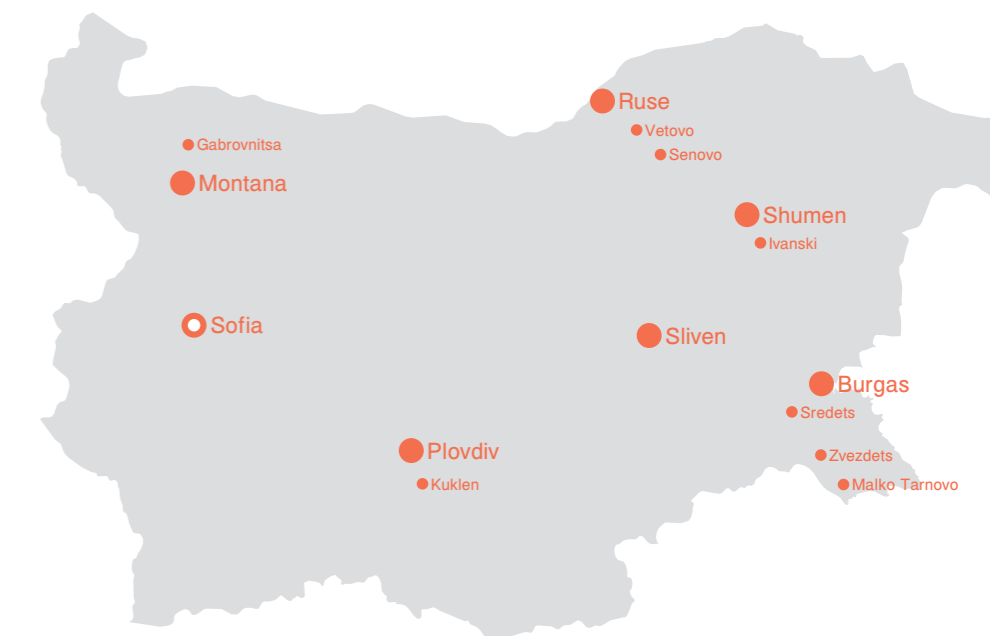 Ruse
Vetovo
Gabrovnitsa
Senovo
Montana
Shumen
Ivanski
Sofia
Sliven
Burgas
Sredets
Plovdiv
Zvezdets
Kuklen
Malko Tarnovo